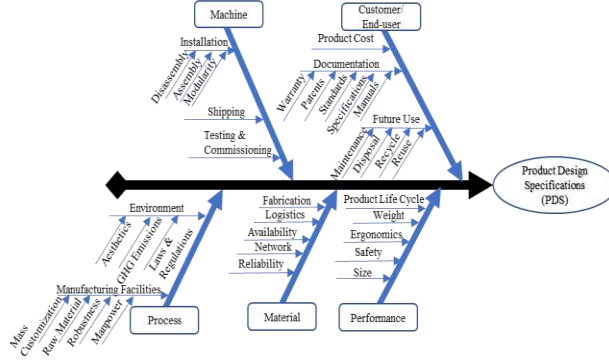 Machine
Customer/
End-user
Installation
Disassembly
Assembly
Modularity
Shipping
Testing &
Commissioning
Product Cost
Documentation
Warranty
Patents
Standards
Specifications
Manuals
Future Use
Maintenance
Disposal
Recycle
Reuse
Product Design
Specifications
(PDS)
Environment
Aesthetics
GHG Emissions
Laws &
Regulations
Manufacturing Facilities
Mass
Customization
Raw Material
Robustness
Manpower
Process
Fabrication
Logistics
Availability
Network
Reliability
Material
Product Life Cycle
Weight
Ergonomics
Safety
Size
Performance